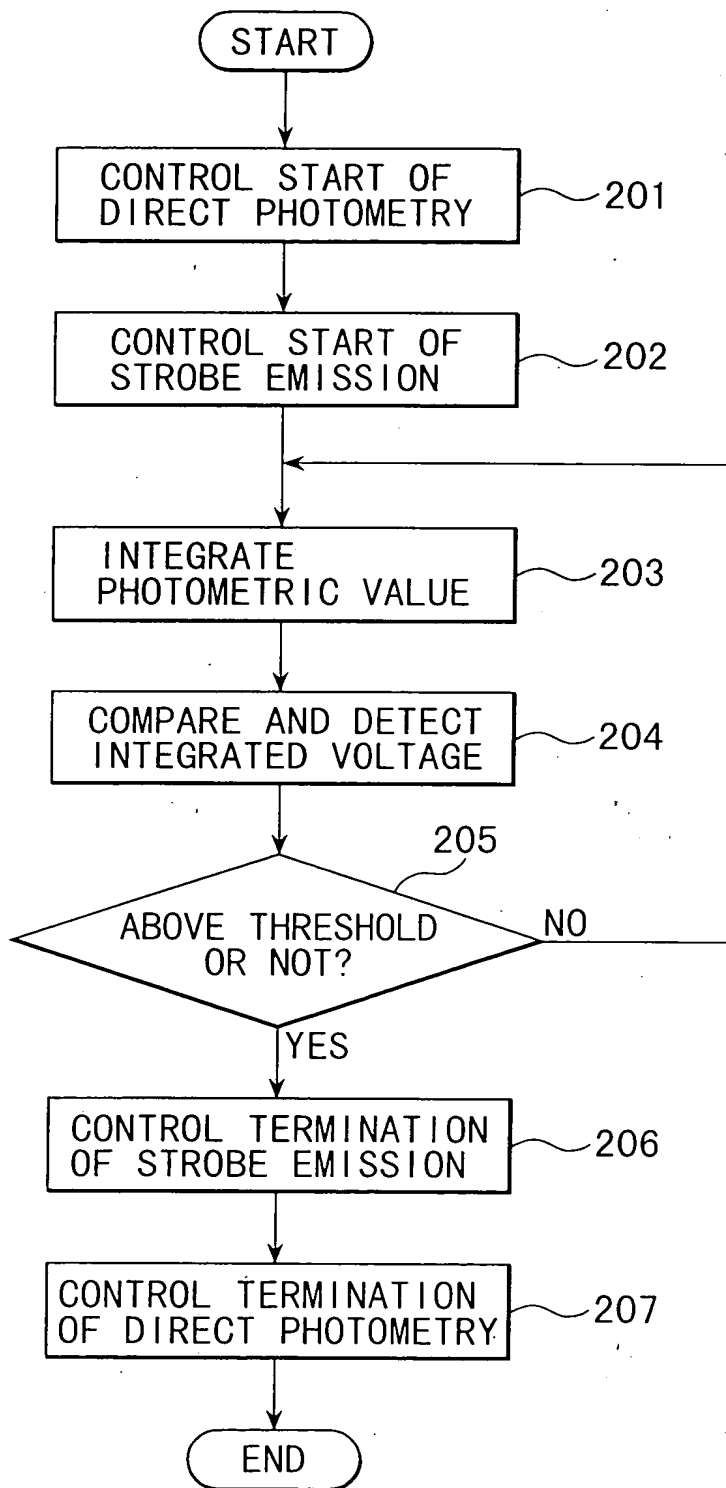 START
CONTROL START OF
DIRECT PHOTOMETRY
201
CONTROL START OF
STROBE EMISSION
202
INTEGRATE
PHOTOMETRIC VALUE
203
COMPARE AND DETECT
INTEGRATED VOLTAGE
204
205
ABOVE THRESHOLD
OR NOT?
NO
YES
CONTROL TERMINATION
OF STROBE EMISSION
206
CONTROL TERMINATION
OF DIRECT PHOTOMETRY
207
END